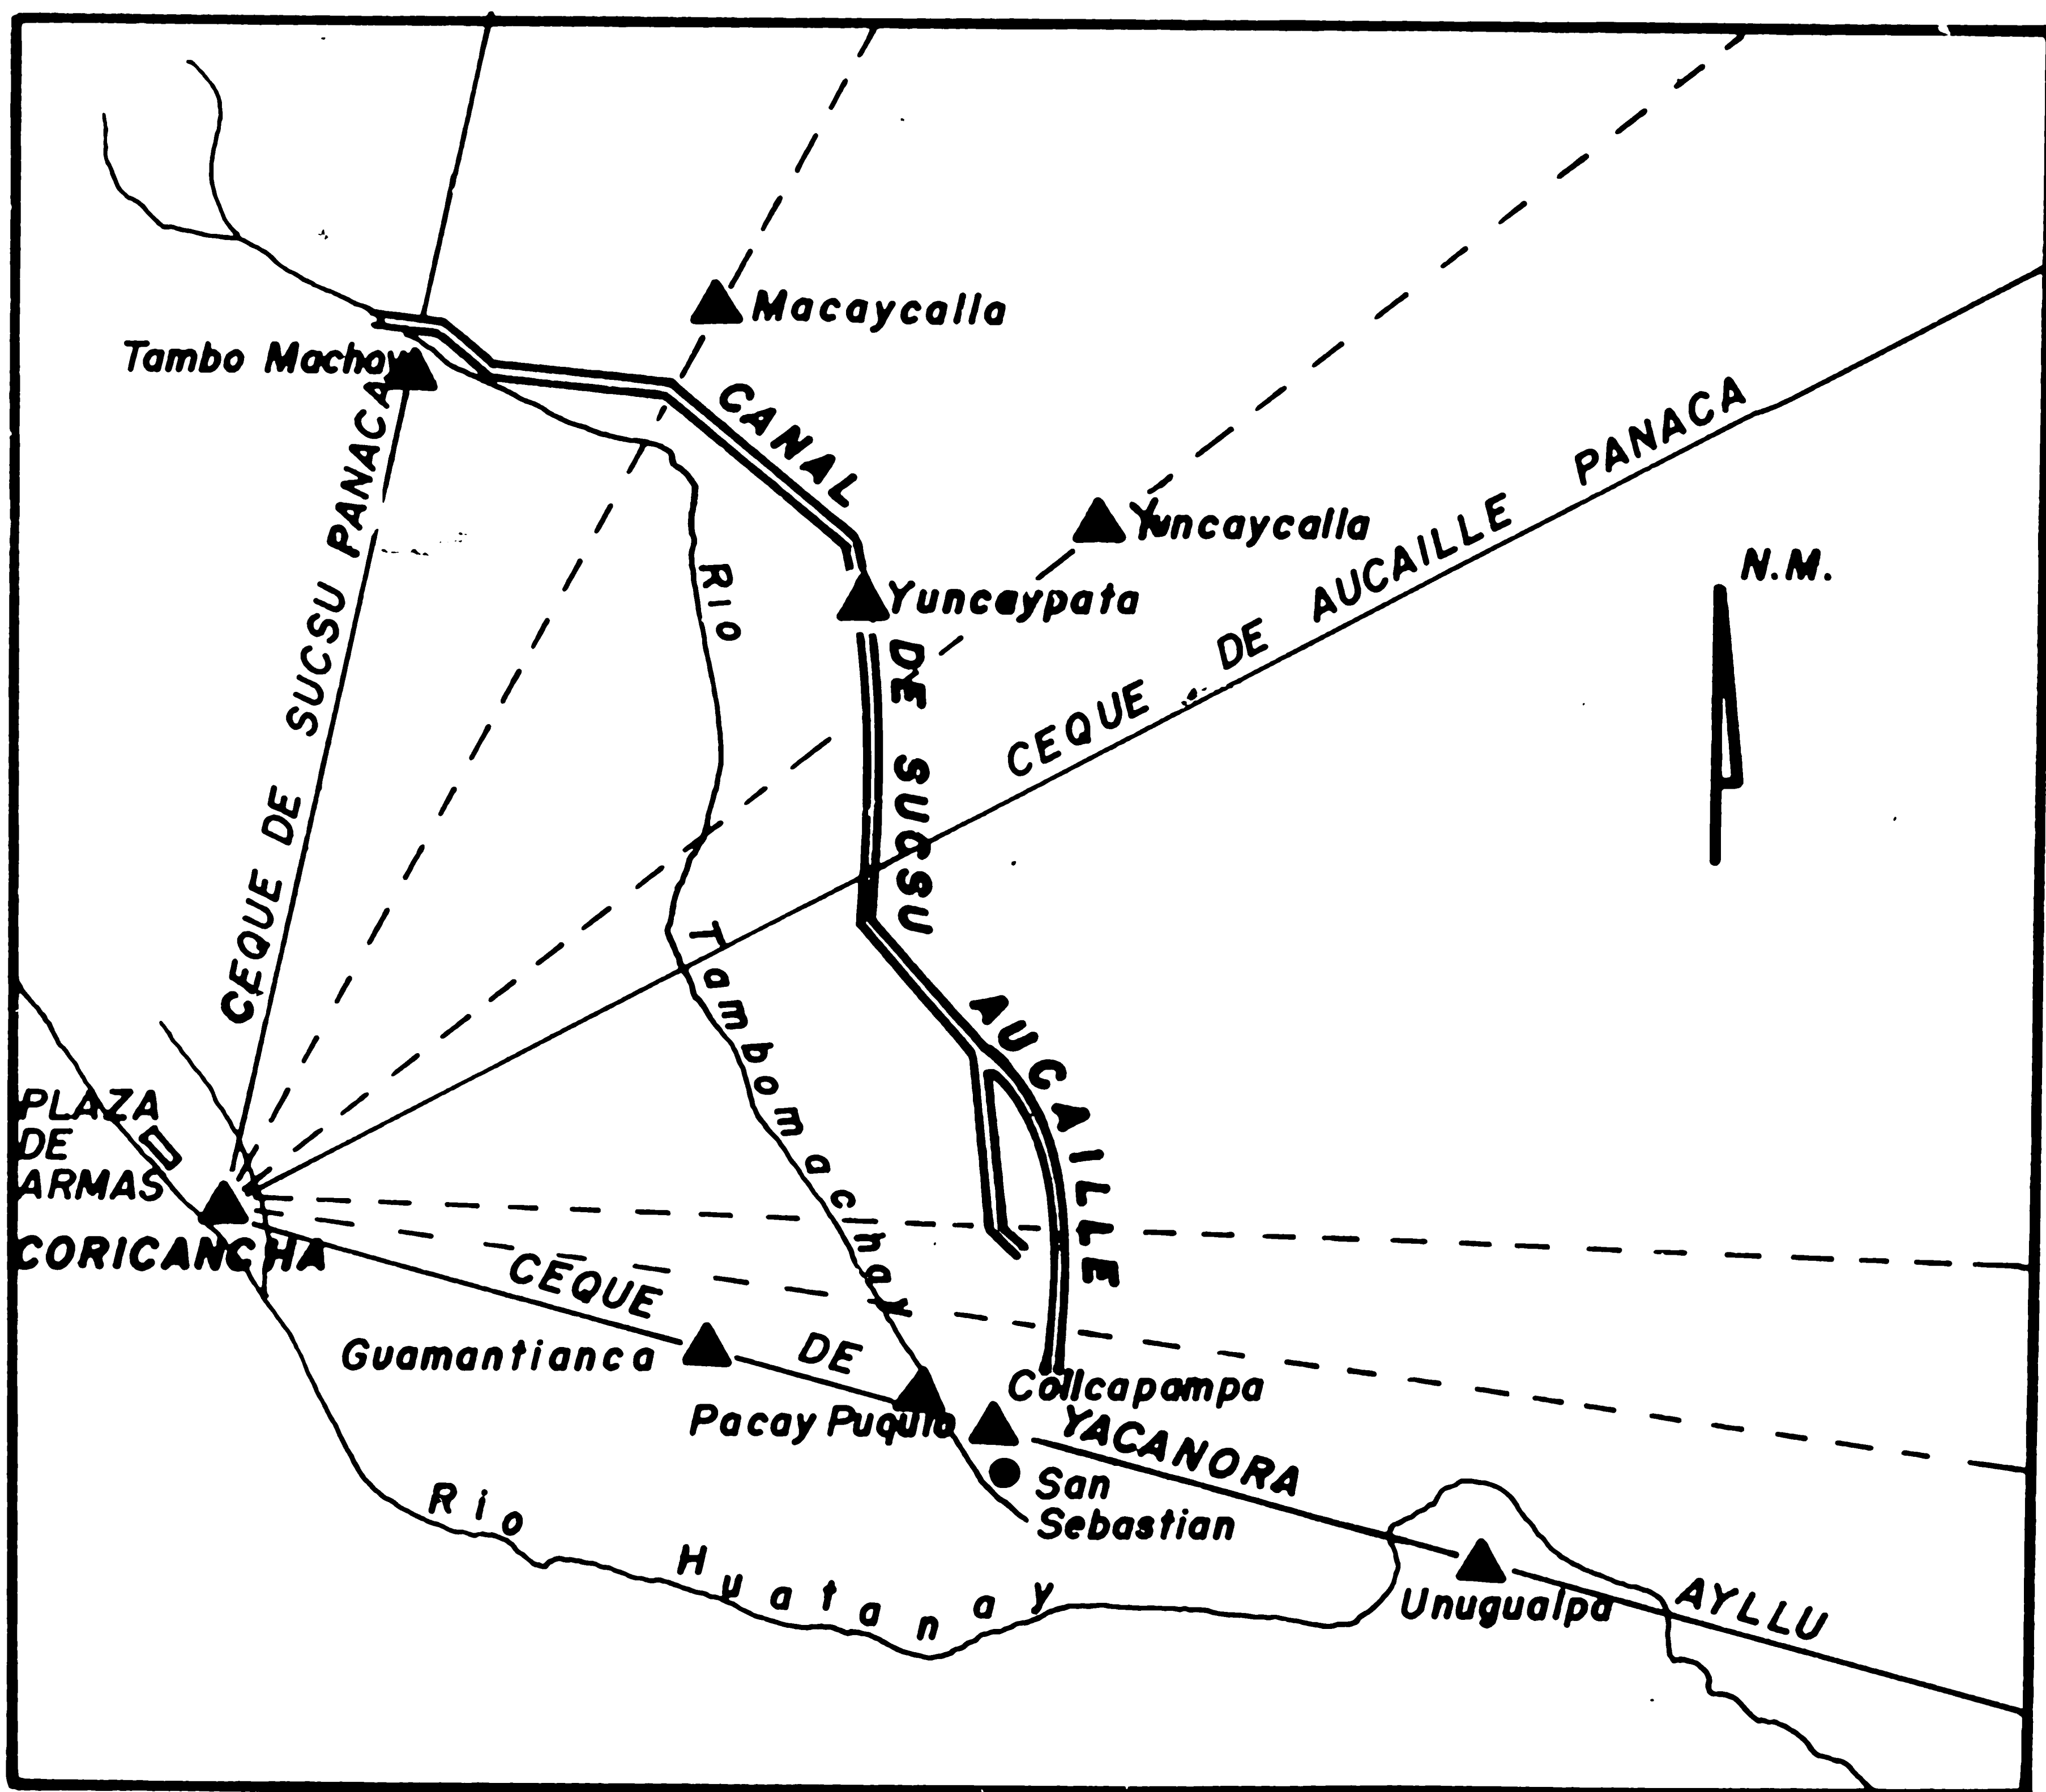 Macaycalla
Tambo Machay
CANAL DE SUCSU AUCAILLE
CEQUE DE SUCSU PANACA
Yuncaycalla
CEQUE DE AUCAILLE PANACA
N.M.
Yuncaypata
RIO Tambomachay
PLAZA
DE
ARMAS
CORICANCHA
CEQUE DE YACANORA AYLLU
Guamantianca
Collcapampa
Pacay Puquio
San
Sebastian
Unugualpa
Rio Huatanay